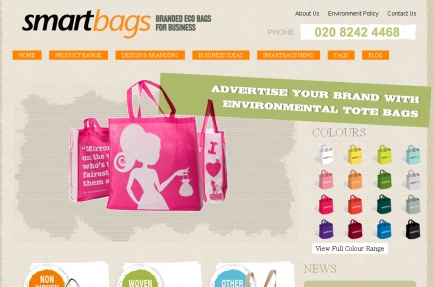 smartbags
BRANDED ECO BAGS
FOR BUSINESS
About Us Environment Policy Contact Us
PHONE 020 8242 4468
HOME PRODUCT RANGE DESIGN & BRANDING BUSINESS IDEAS SMARTBAGS NEWS FAQS BLOG
ADVERTISE YOUR BRAND WITH
ENVIRONMENTAL TOTE BAGS
"Mirror
on the w
who's t
fairest
them a
I
COLOURS
View Full Colour Range
NEWS
NON
WOVEN
WOVEN
OTHER